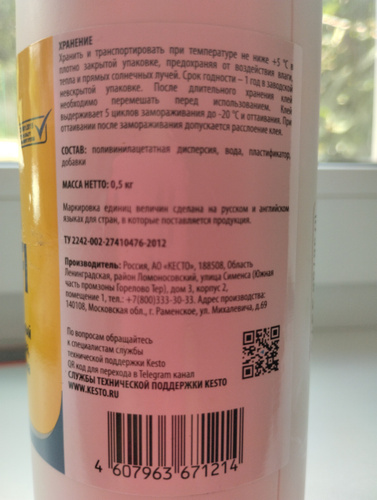 ХРАНЕНИЕ
Хранить и транспортировать при температуре не ниже +5 °С в
плотно закрытой упаковке, предохраняя от воздействия влаги,
тепла и прямых солнечных лучей. Срок годности – 1 год в заводской
невскрытой упаковке. После длительного хранения клей
необходимо перемешать перед использованием. Клей
выдерживает 5 циклов замораживания до -20 °С и оттаивания. При
оттаивании после замораживания допускается расслоение клея.
СОСТАВ: поливинилацетатная дисперсия, вода, пластификатор,
добавки
МАССА НЕТТО: 0,5 кг
Маркировка единиц величин сделана на русском и английском
языках для стран, в которые поставляется продукция.
ТУ 2242-002-27410476-2012
Производитель: Россия, АО «КЕСТО», 188508, Область
Ленинградская, район Ломоносовский, улица Сименса (Южная
часть промзоны Горелово Тер), дом 3, корпус 2,
помещение 1, тел.: +7(800)333-30-33. Адрес производства:
140108, Московская обл., г. Раменское, ул. Михалевича, д.69
По вопросам обращайтесь
к специалистам службы
технической поддержки Kesto
QR код для перехода в Telegram канал
СЛУЖБЫ ТЕХНИЧЕСКОЙ ПОДДЕРЖКИ KESTO
WWW.KESTO.RU
4 607963 671214